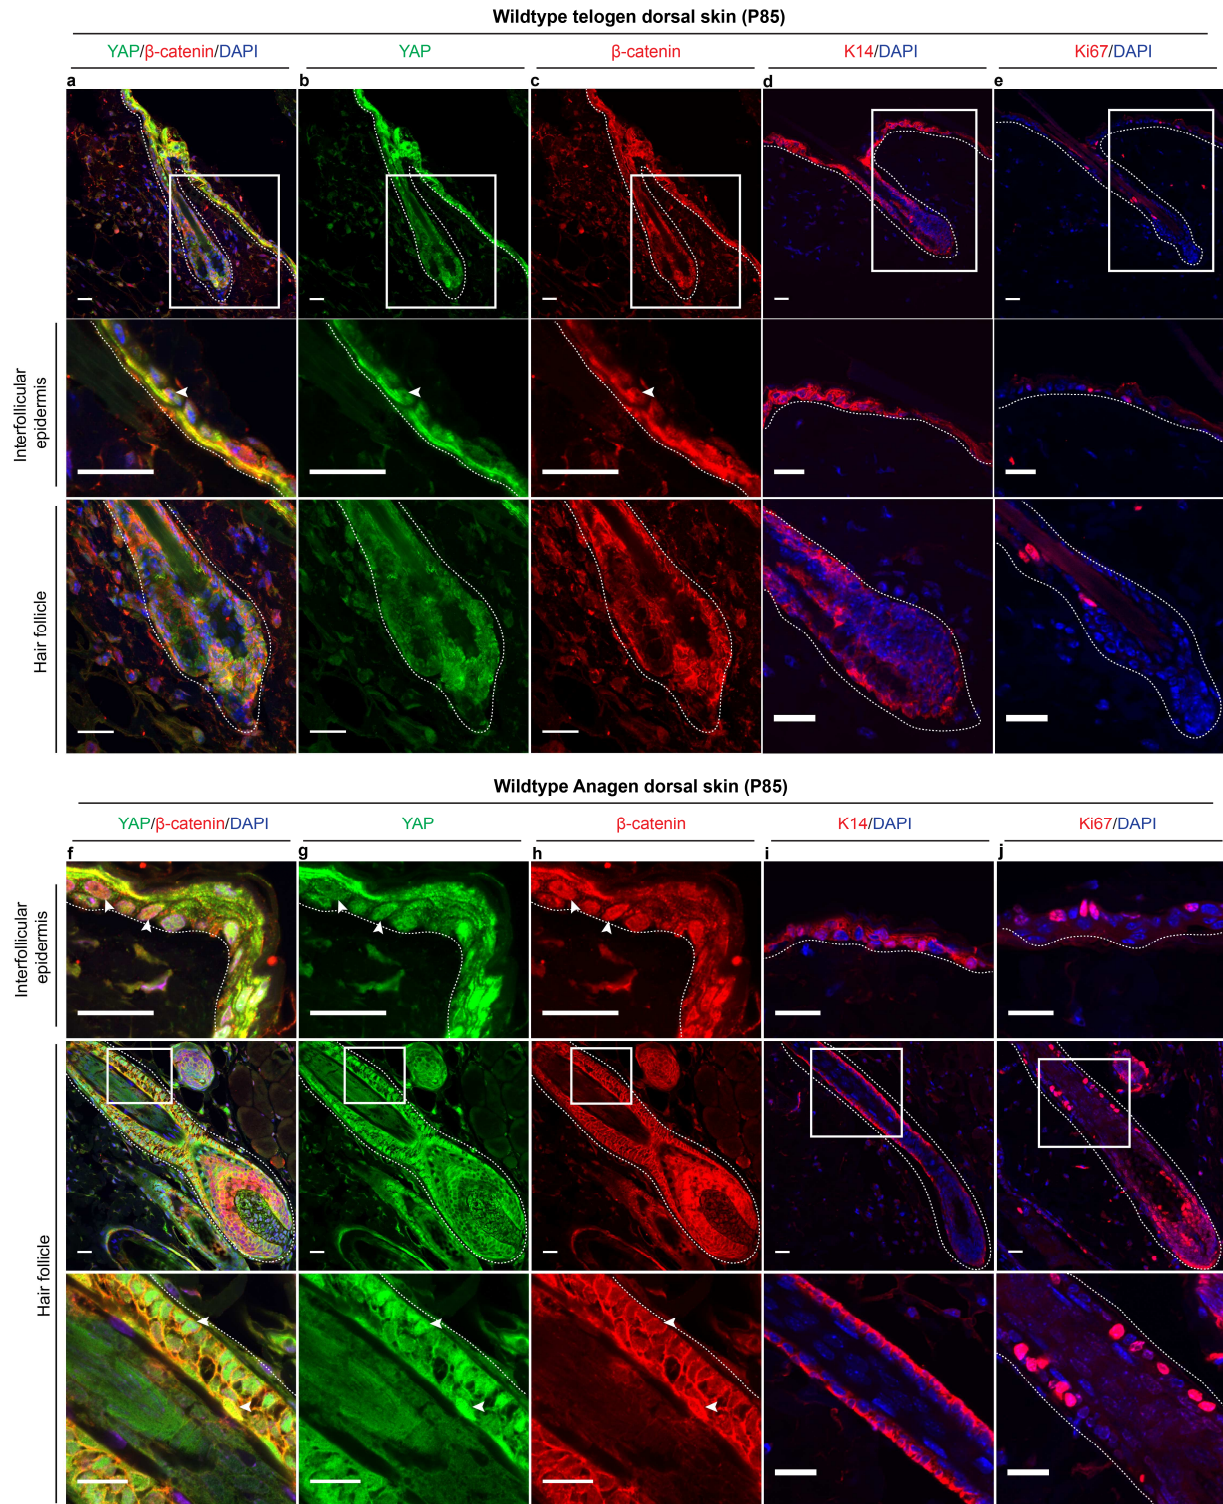 Wildtype telogen dorsal skin (P85)
YAP/β-catenin/DAPI YAP β-catenin K14/DAPI Ki67/DAPI
a b c d e
Interfollicular
epidermis
Hair follicle
Wildtype Anagen dorsal skin (P85)
YAP/β-catenin/DAPI YAP β-catenin K14/DAPI Ki67/DAPI
f g h i j
Interfollicular
epidermis
Hair follicle